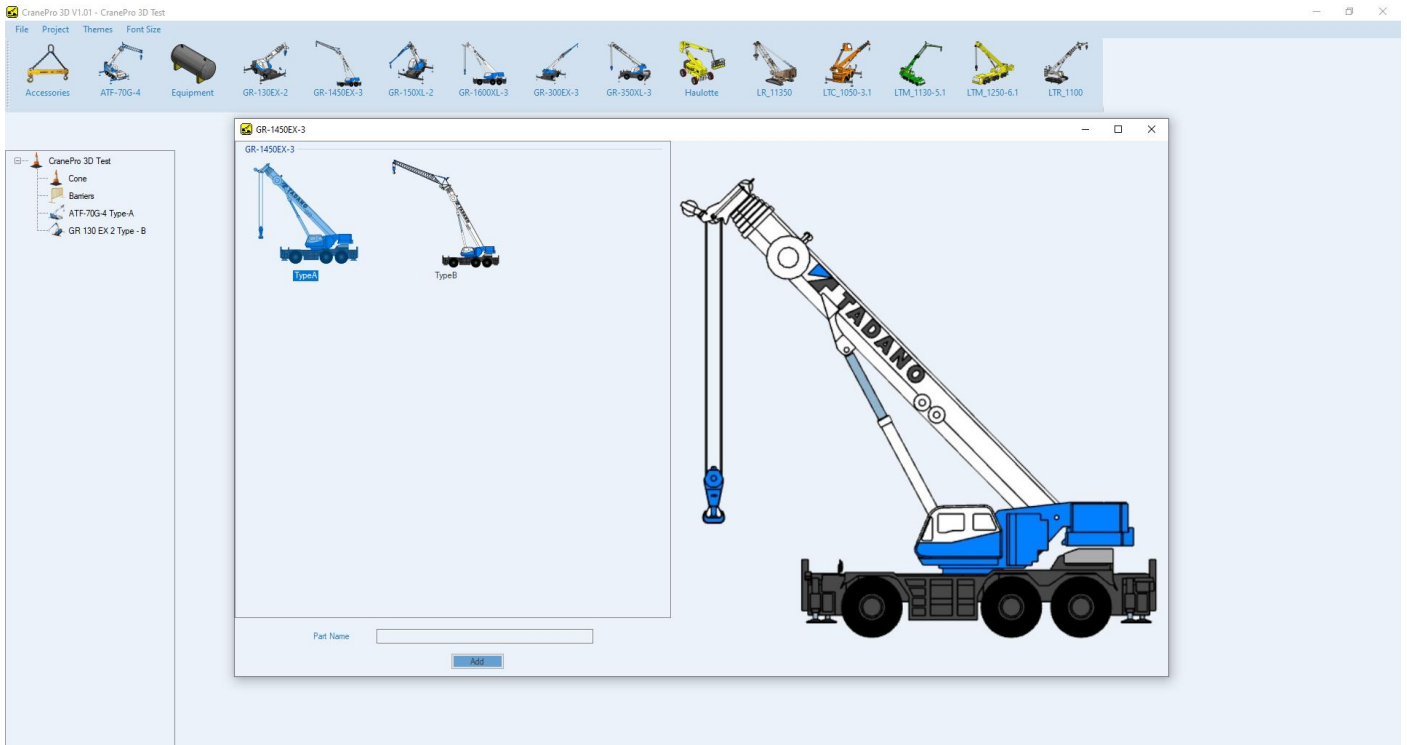 CranePro 3D V1.01 - CranePro 3D Test
File Project Themes Font Size
Accessories ATF-70G-4 Equipment GR-130EX-2 GR-1450EX-3 GR-150XL-2 GR-1600XL-3 GR-300EX-3 GR-350XL-3 Haulotte LR_11350 LTC_1050-3.1 LTM_1130-5.1 LTM_1250-6.1 LTR_1100
GR-1450EX-3
GR-1450EX-3
CranePro 3D Test
Cone
Barriers
ATF-70G-4 Type-A
GR 130 EX 2 Type - B
TypeA TypeB
TADANO
Part Name
Add